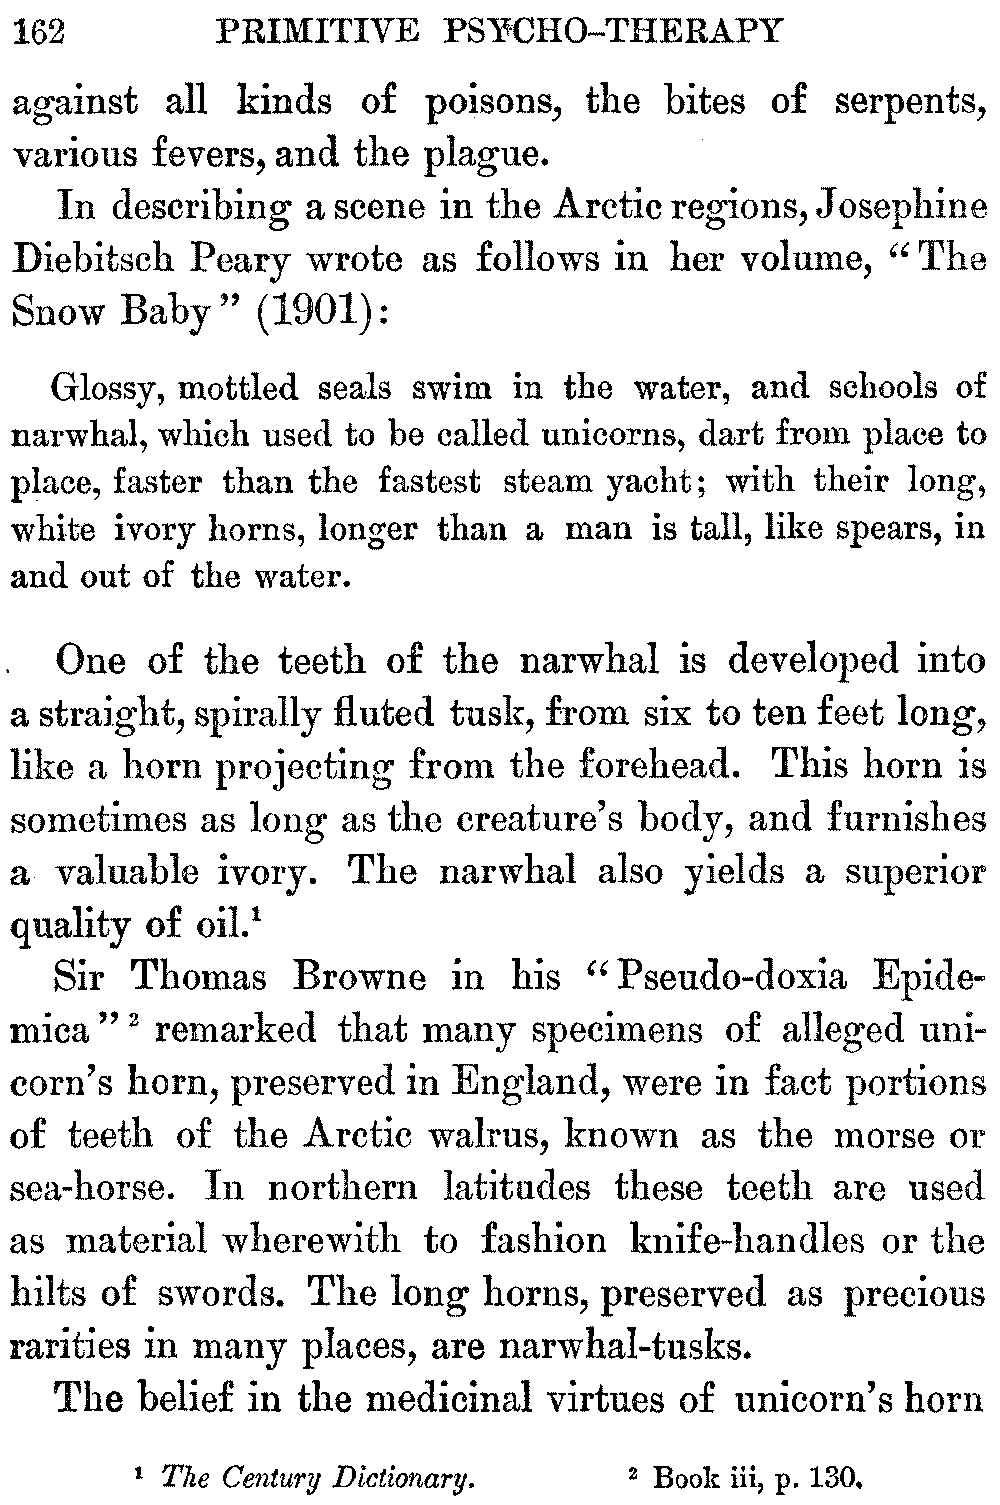 162 PRIMITIVE PSYCHO-THERAPY
against all kinds of poisons, the bites of serpents,
various fevers, and the plague.
In describing a scene in the Arctic regions, Josephine
Diebitsch Peary wrote as follows in her volume, “The
Snow Baby” (1901):
Glossy, mottled seals swim in the water, and schools of
narwhal, which used to be called unicorns, dart from place to
place, faster than the fastest steam yacht; with their long,
white ivory horns, longer than a man is tall, like spears, in
and out of the water.
One of the teeth of the narwhal is developed into
a straight, spirally fluted tusk, from six to ten feet long,
like a horn projecting from the forehead. This horn is
sometimes as long as the creature’s body, and furnishes
a valuable ivory. The narwhal also yields a superior
quality of oil.¹
Sir Thomas Browne in his “Pseudo-doxia Epide-
mica” ² remarked that many specimens of alleged uni-
corn’s horn, preserved in England, were in fact portions
of teeth of the Arctic walrus, known as the morse or
sea-horse. In northern latitudes these teeth are used
as material wherewith to fashion knife-handles or the
hilts of swords. The long horns, preserved as precious
rarities in many places, are narwhal-tusks.
The belief in the medicinal virtues of unicorn’s horn
¹ The Century Dictionary. ² Book iii, p. 130.